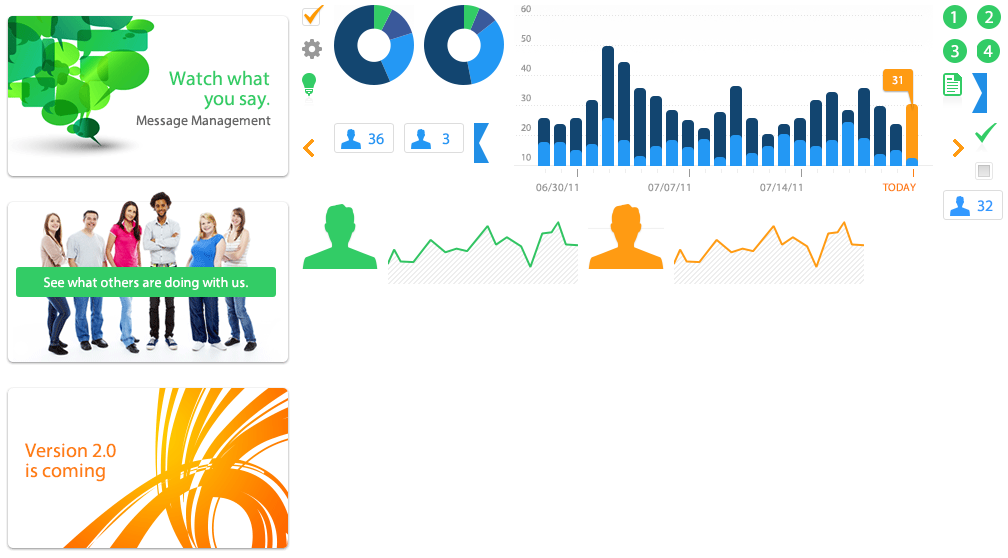 Watch what
you say.
Message Management
See what others are doing with us.
Version 2.0
is coming
36
3
60
50
40
30
20
10
31
06/30/11
07/07/11
07/14/11
TODAY
1
2
3
4
32